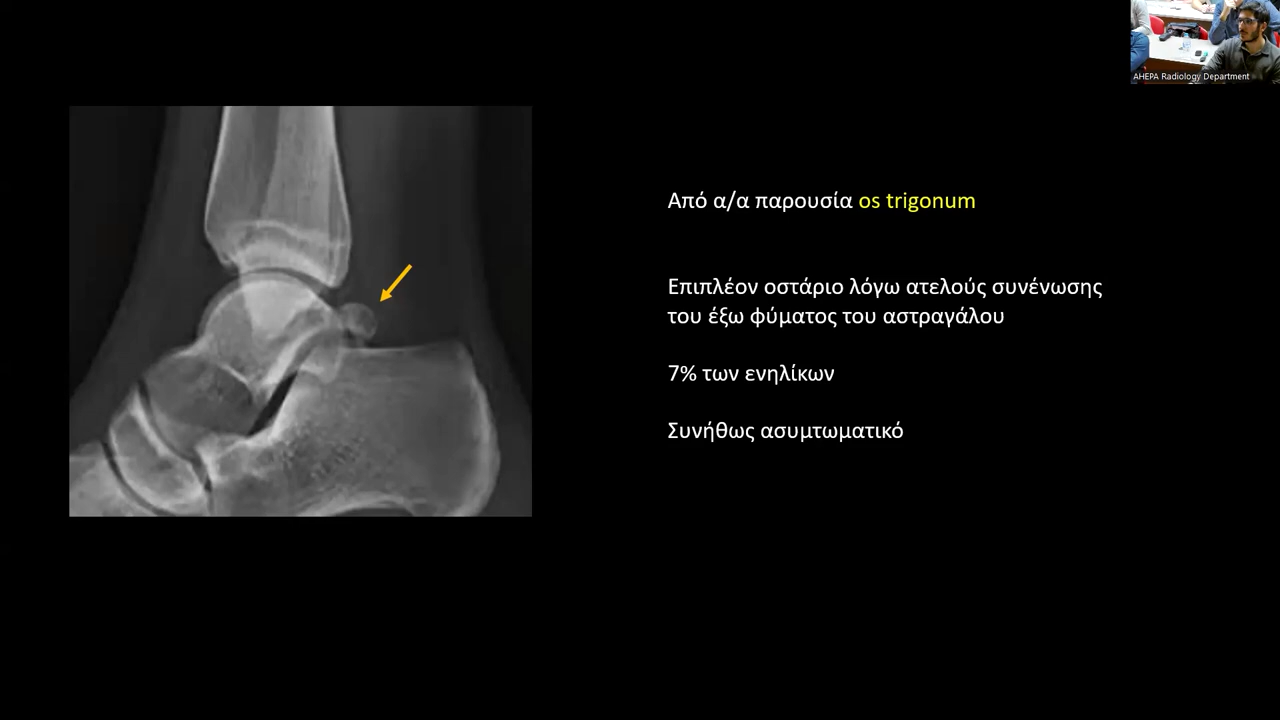 AHEPA Radiology Department
Από α/α παρουσία os trigonum
Επιπλέον οστάριο λόγω ατελούς συνένωσης
του έξω φύματος του αστραγάλου
7% των ενηλίκων
Συνήθως ασυμτωματικό